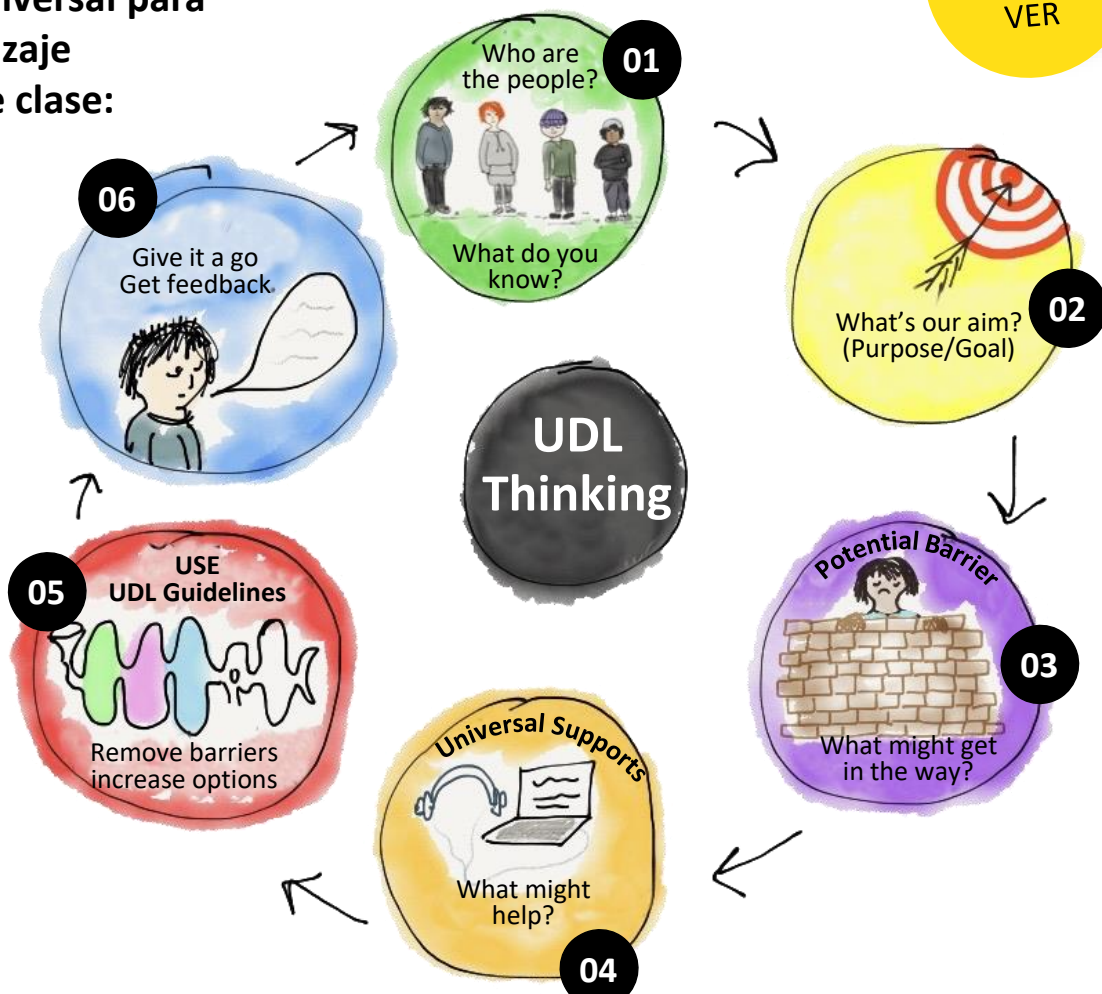 para
clase:
VER
01
Who are
the people?
What do you
know?
02
What's our aim?
(Purpose/Goal)
03
Potential Barrier
What might get
in the way?
04
Universal Supports
What might
help?
05
USE
UDL Guidelines
Remove barriers
increase options
06
Give it a go
Get feedback
UDL
Thinking